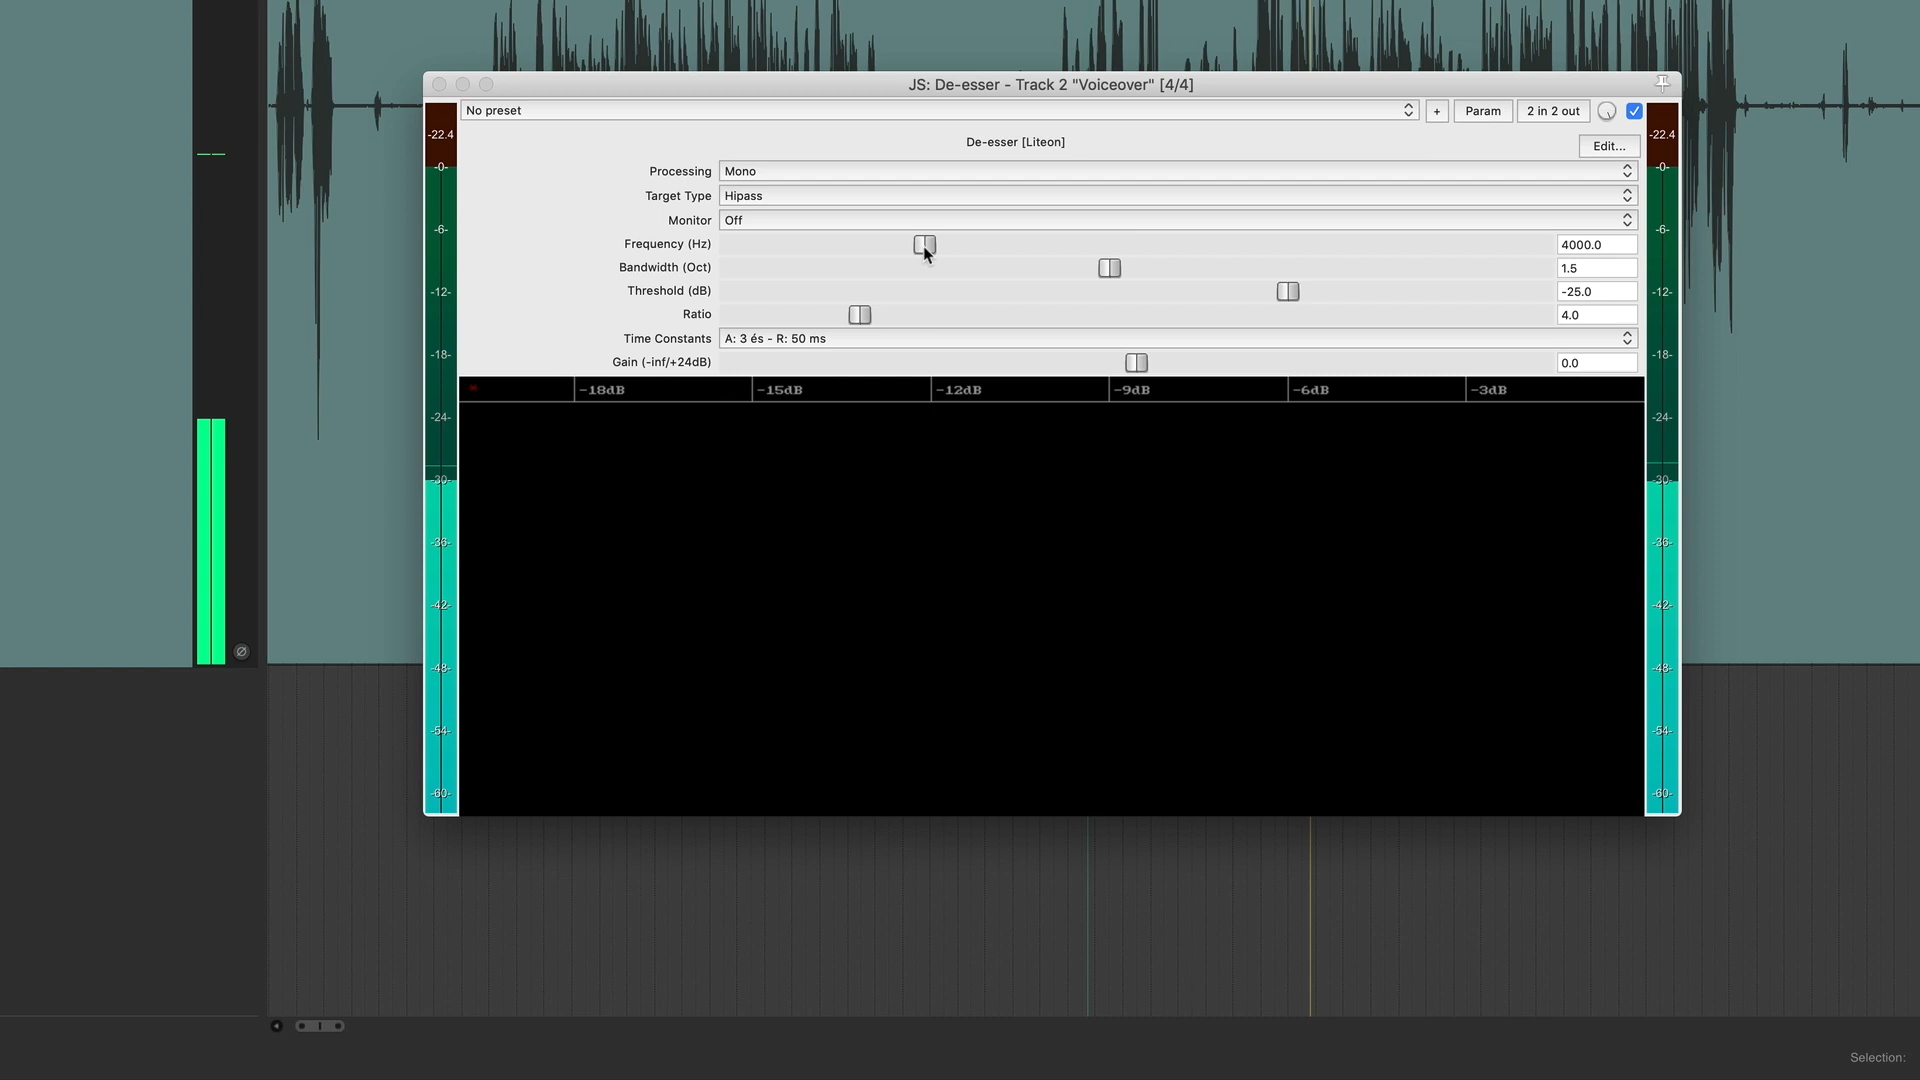 JS: De-esser - Track 2 "Voiceover" [4/4]
No preset
+
Param
2 in 2 out
De-esser [Liteon]
Edit...
Processing Mono
Target Type Hipass
Monitor Off
Frequency (Hz) 4000.0
Bandwidth (Oct) 1.5
Threshold (dB) -25.0
Ratio 4.0
Time Constants A: 3 és - R: 50 ms
Gain (-inf/+24dB) 0.0
-18dB -15dB -12dB -9dB -6dB -3dB
-22.4
-0-
-6-
-12-
-18-
-24-
-30-
-36-
-42-
-48-
-54-
-60-
-22.4
-0-
-6-
-12-
-18-
-24-
-30-
-36-
-42-
-48-
-54-
-60-
Selection: